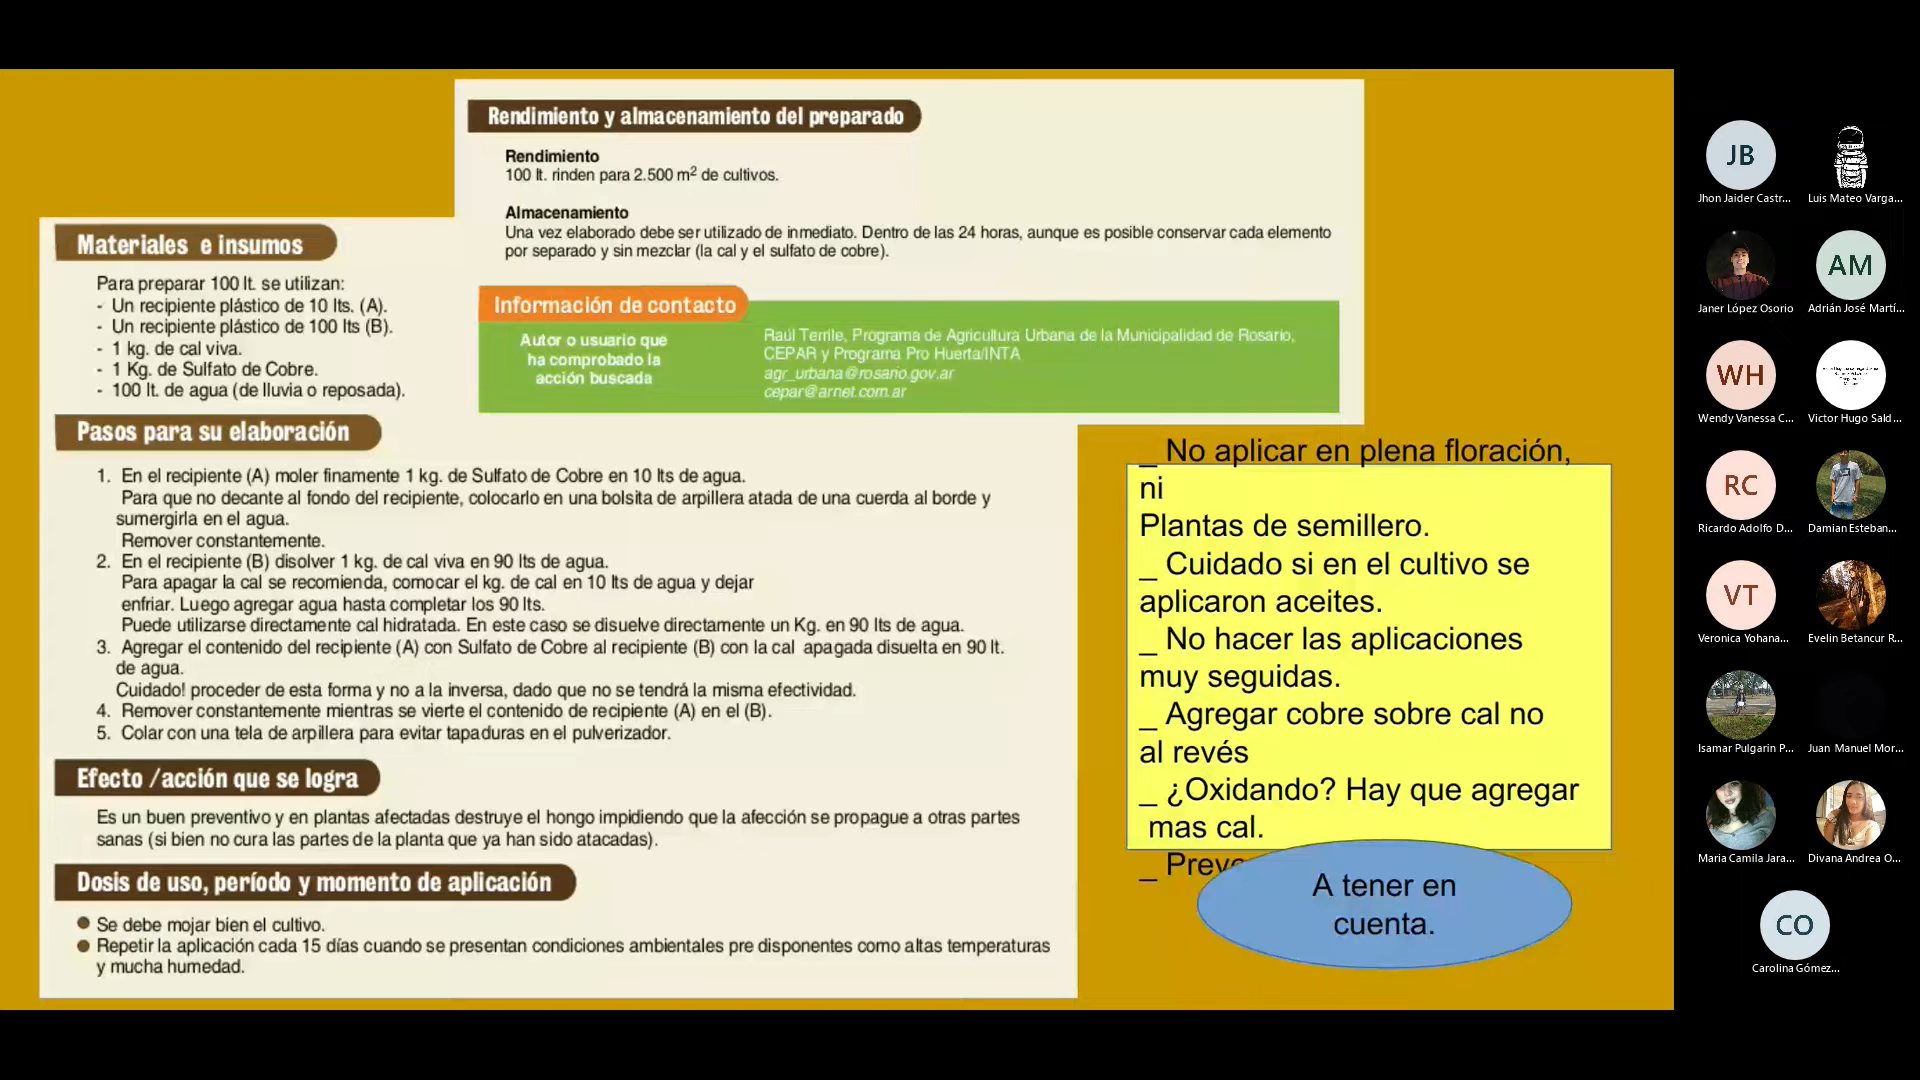 Rendimiento y almacenamiento del preparado
Rendimiento
100 lt. rinden para 2.500 m² de cultivos.
Almacenamiento
Una vez elaborado debe ser utilizado de inmediato. Dentro de las 24 horas, aunque es posible conservar cada elemento
por separado y sin mezclar (la cal y el sulfato de cobre).
Información de contacto
Autor o usuario que
ha comprobado la
acción buscada
Raúl Terrile, Programa de Agricultura Urbana de la Municipalidad de Rosario,
CEPAR y Programa Pro Huerta/INTA
agr_urbana@rosario.gov.ar
cepar@arnet.com.ar
Materiales e insumos
Para preparar 100 lt. se utilizan:
- Un recipiente plástico de 10 lts. (A).
- Un recipiente plástico de 100 lts (B).
- 1 kg. de cal viva.
- 1 Kg. de Sulfato de Cobre.
- 100 lt. de agua (de lluvia o reposada).
Pasos para su elaboración
1. En el recipiente (A) moler finamente 1 kg. de Sulfato de Cobre en 10 lts de agua.
Para que no decante al fondo del recipiente, colocarlo en una bolsita de arpillera atada de una cuerda al borde y
sumergirla en el agua.
Remover constantemente.
2. En el recipiente (B) disolver 1 kg. de cal viva en 90 lts de agua.
Para apagar la cal se recomienda, comocar el kg. de cal en 10 lts de agua y dejar
enfriar. Luego agregar agua hasta completar los 90 lts.
Puede utilizarse directamente cal hidratada. En este caso se disuelve directamente un Kg. en 90 lts de agua.
3. Agregar el contenido del recipiente (A) con Sulfato de Cobre al recipiente (B) con la cal apagada disuelta en 90 lt.
de agua.
Cuidado! proceder de esta forma y no a la inversa, dado que no se tendrá la misma efectividad.
4. Remover constantemente mientras se vierte el contenido de recipiente (A) en el (B).
5. Colar con una tela de arpillera para evitar tapaduras en el pulverizador.
Efecto /acción que se logra
Es un buen preventivo y en plantas afectadas destruye el hongo impidiendo que la afección se propague a otras partes
sanas (si bien no cura las partes de la planta que ya han sido atacadas).
Dosis de uso, período y momento de aplicación
Se debe mojar bien el cultivo.
Repetir la aplicación cada 15 días cuando se presentan condiciones ambientales pre disponentes como altas temperaturas
y mucha humedad.
_ No aplicar en plena floración,
ni
Plantas de semillero.
_ Cuidado si en el cultivo se
aplicaron aceites.
_ No hacer las aplicaciones
muy seguidas.
_ Agregar cobre sobre cal no
al revés
_ ¿Oxidando? Hay que agregar
mas cal.
_ Preve
A tener en
cuenta.
JB
Jhon Jaider Castr...
Luis Mateo Varga...
Janer López Osorio
AM
Adrián José Martí...
WH
Wendy Vanessa C...
Victor Hugo Sald...
RC
Ricardo Adolfo D...
Damian Esteban...
VT
Veronica Yohana...
Evelin Betancur R...
Isamar Pulgarin P...
Juan Manuel Mor...
Maria Camila Jara...
Divana Andrea O...
CO
Carolina Gómez...